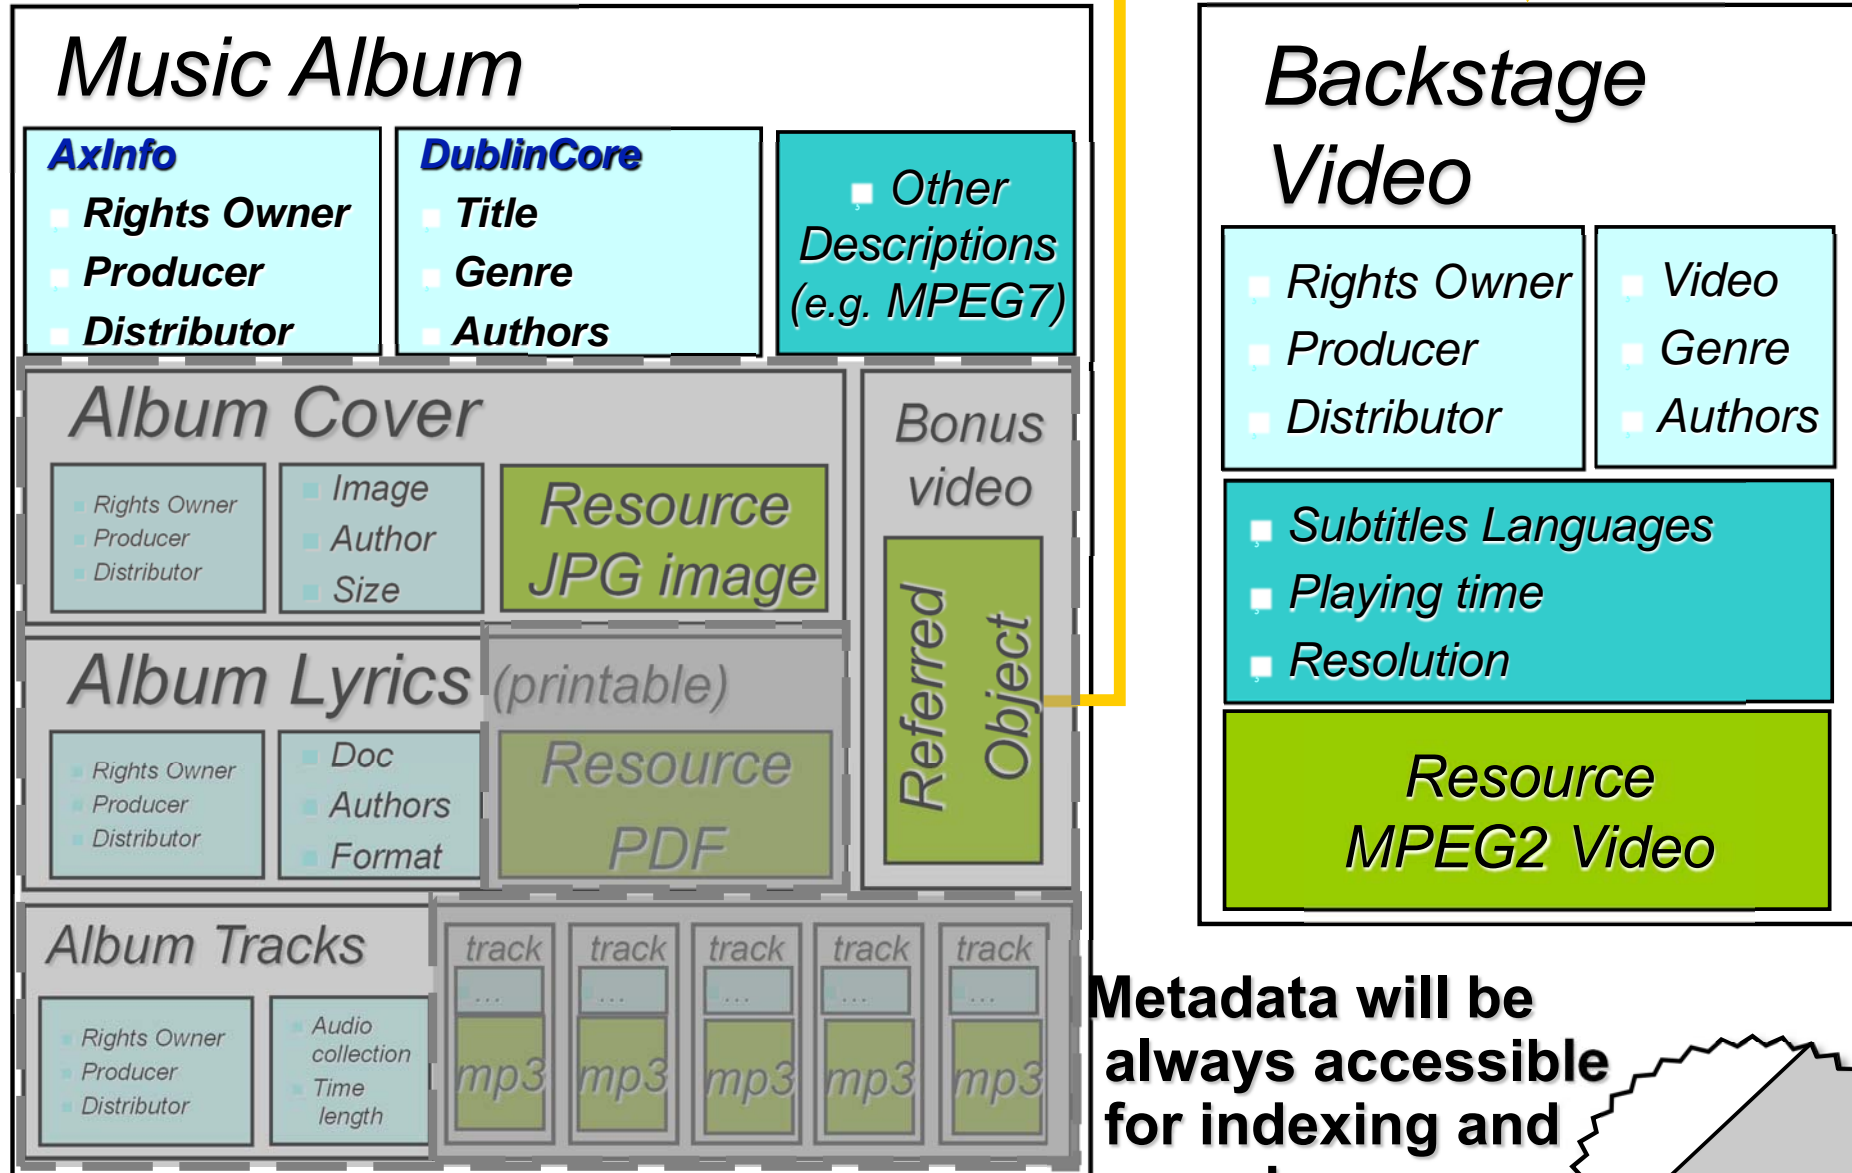 Music Album
AxInfo
Rights Owner
Producer
Distributor
DublinCore
Title
Genre
Authors
Other
Descriptions
(e.g. MPEG7)
Album Cover
Rights Owner
Producer
Distributor
Image
Author
Size
Resource
JPG image
Bonus
video
Referred
Object
Album Lyrics (printable)
Rights Owner
Producer
Distributor
Doc
Authors
Format
Resource
PDF
Album Tracks
Rights Owner
Producer
Distributor
Audio
collection
Time
length
track
...
mp3
track
...
mp3
track
...
mp3
track
...
mp3
track
...
mp3
Backstage
Video
Rights Owner
Producer
Distributor
Video
Genre
Authors
Subtitles Languages
Playing time
Resolution
Resource
MPEG2 Video
Metadata will be
always accessible
for indexing and